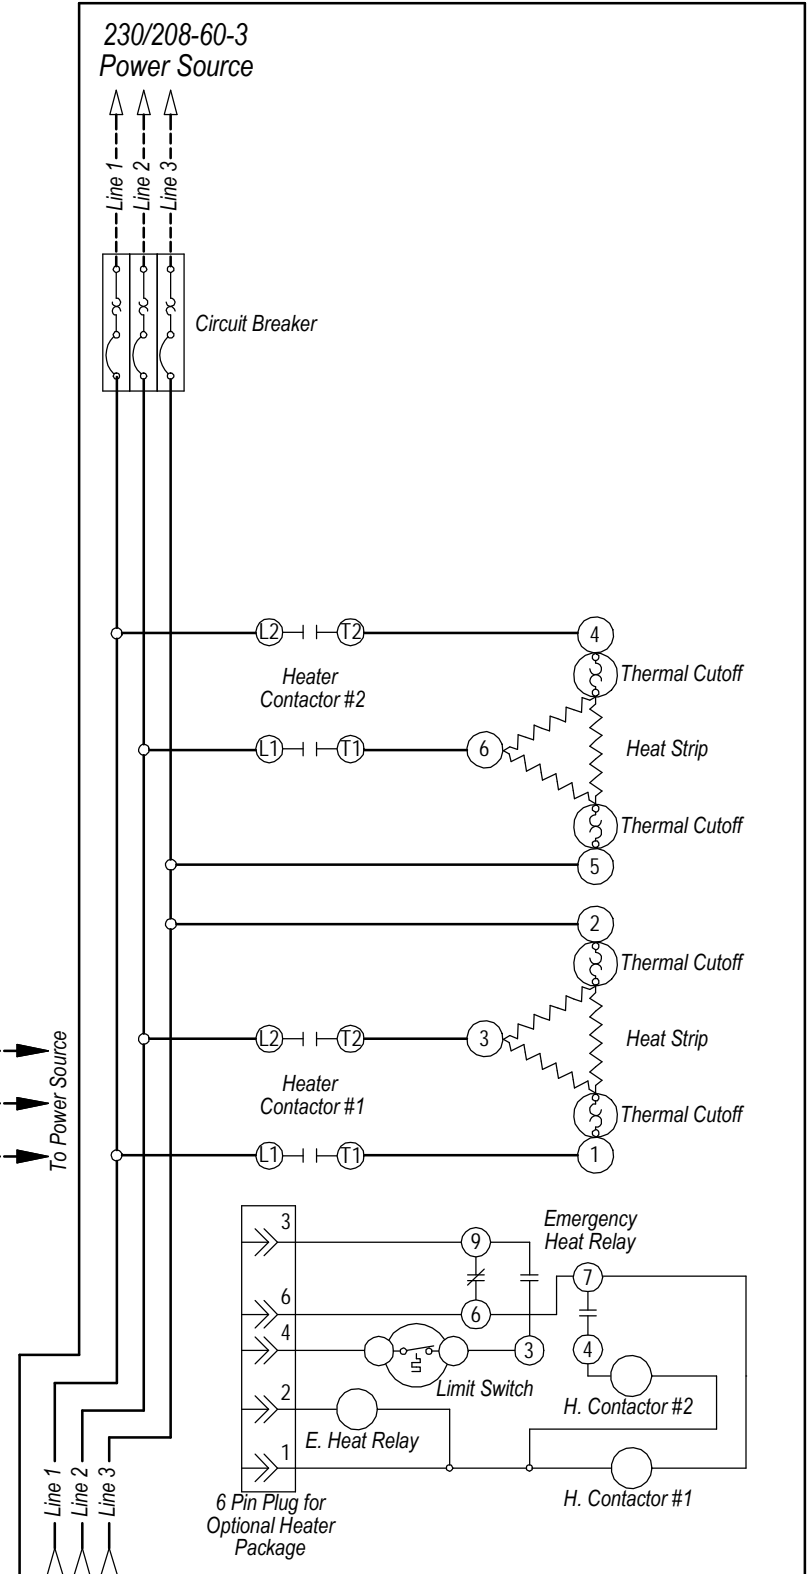 230/208-60-3
Power Source
Line 1
Line 2
Line 3
Circuit Breaker
L2
T2
4
Thermal Cutoff
Heater
Contactor #2
L1
T1
6
Heat Strip
Thermal Cutoff
5
2
Thermal Cutoff
L2
T2
3
Heat Strip
Heater
Contactor #1
Thermal Cutoff
L1
T1
1
To Power Source
3
9
Emergency
Heat Relay
7
6
6
4
3
4
Limit Switch
H. Contactor #2
2
E. Heat Relay
1
H. Contactor #1
6 Pin Plug for
Optional Heater
Package
Line 1
Line 2
Line 3